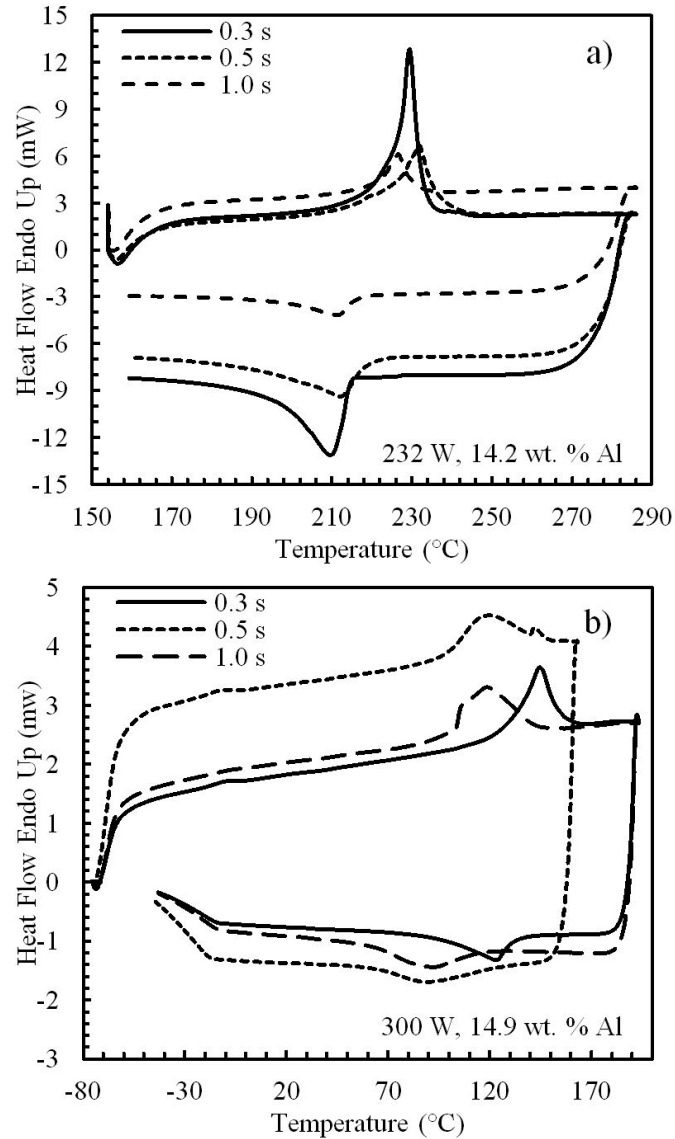 15
12
9
6
3
0
-3
-6
-9
-12
-15
Heat Flow Endo Up (mW)
0.3 s
0.5 s
1.0 s
a)
232 W, 14.2 wt. % Al
150 170 190 210 230 250 270 290
Temperature (°C)
5
4
3
2
1
0
-1
-2
-3
Heat Flow Endo Up (mw)
0.3 s
0.5 s
1.0 s
b)
300 W, 14.9 wt. % Al
-80 -30 20 70 120 170
Temperature (°C)